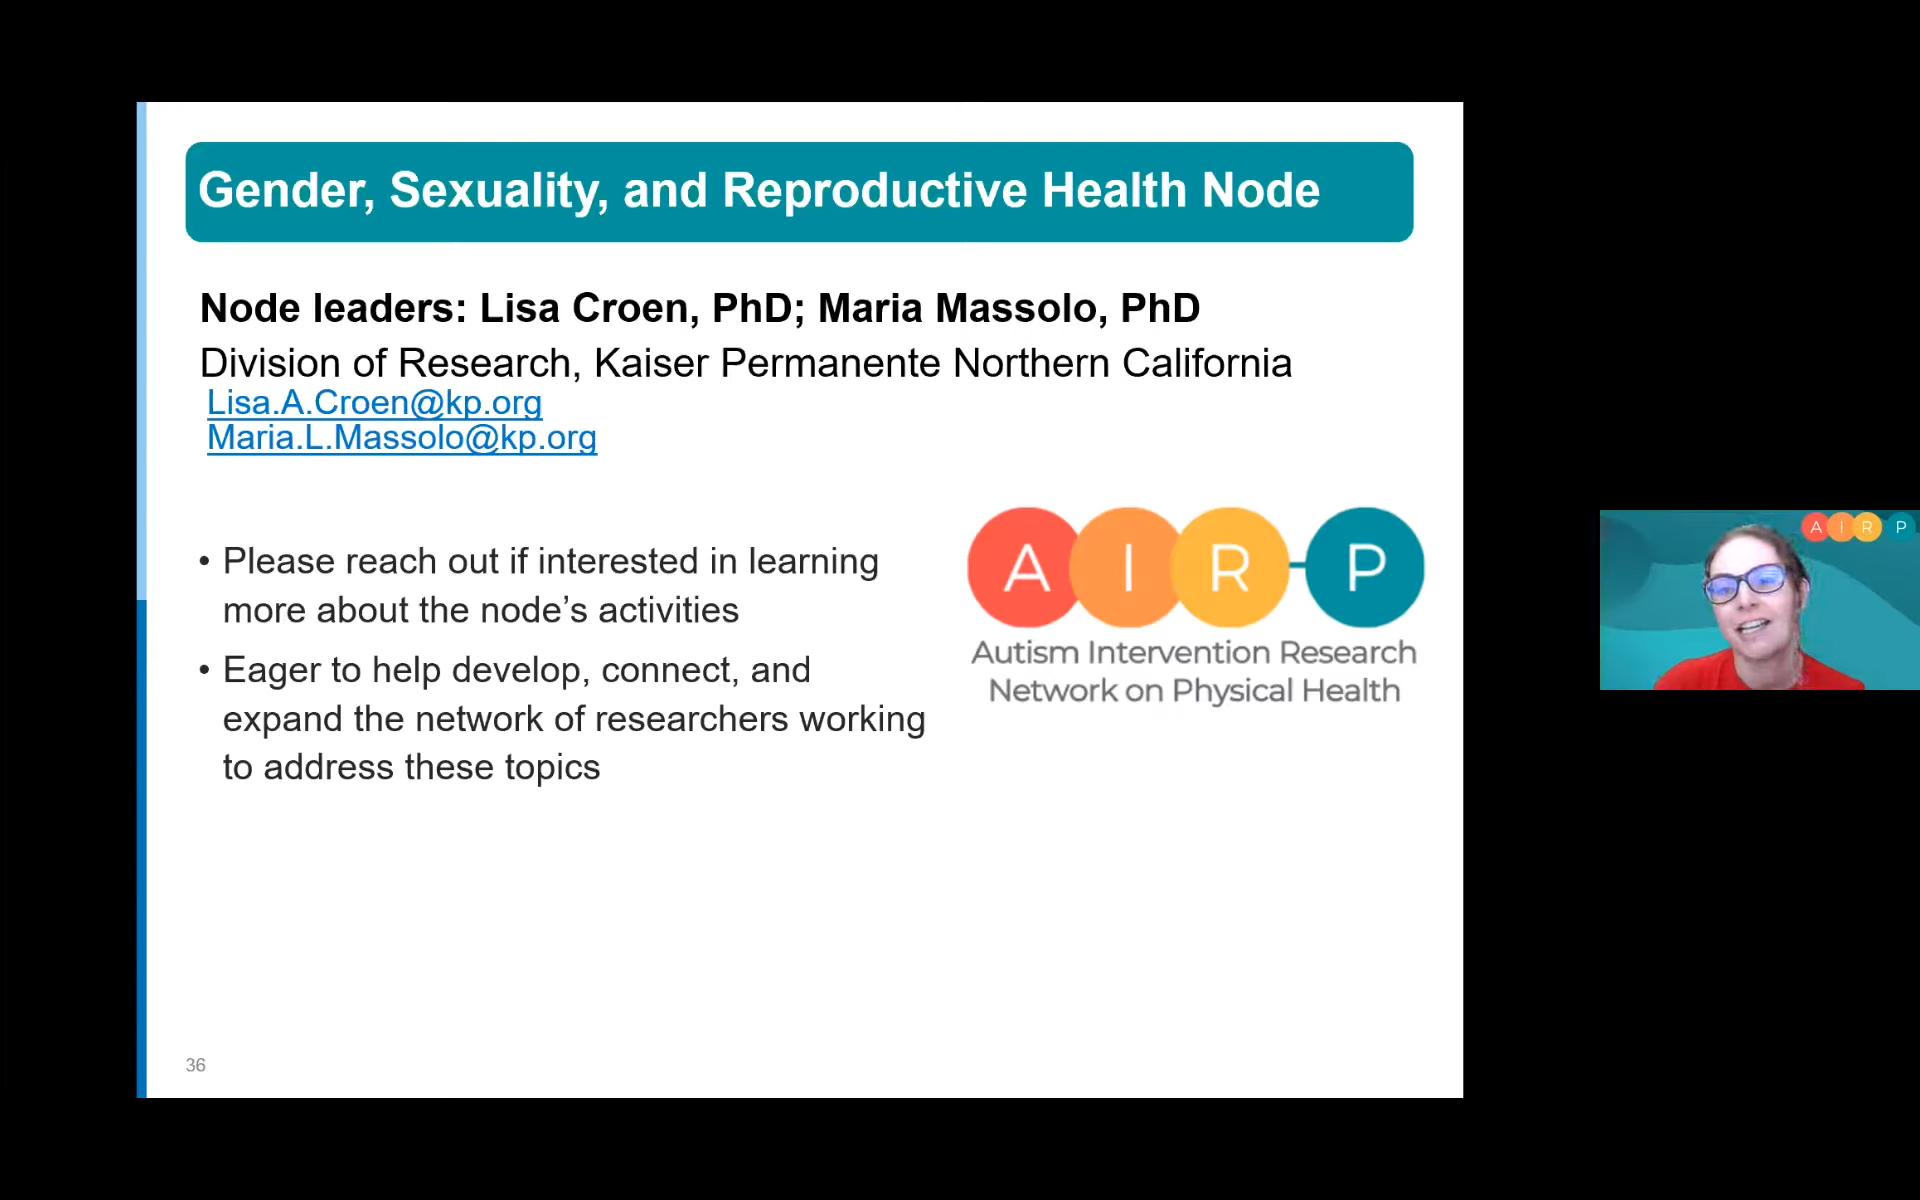 Gender, Sexuality, and Reproductive Health Node
Node leaders: Lisa Croen, PhD; Maria Massolo, PhD
Division of Research, Kaiser Permanente Northern California
Lisa.A.Croen@kp.org
Maria.L.Massolo@kp.org
• Please reach out if interested in learning
more about the node’s activities
• Eager to help develop, connect, and
expand the network of researchers working
to address these topics
A I R - P
Autism Intervention Research
Network on Physical Health
36
A I R P